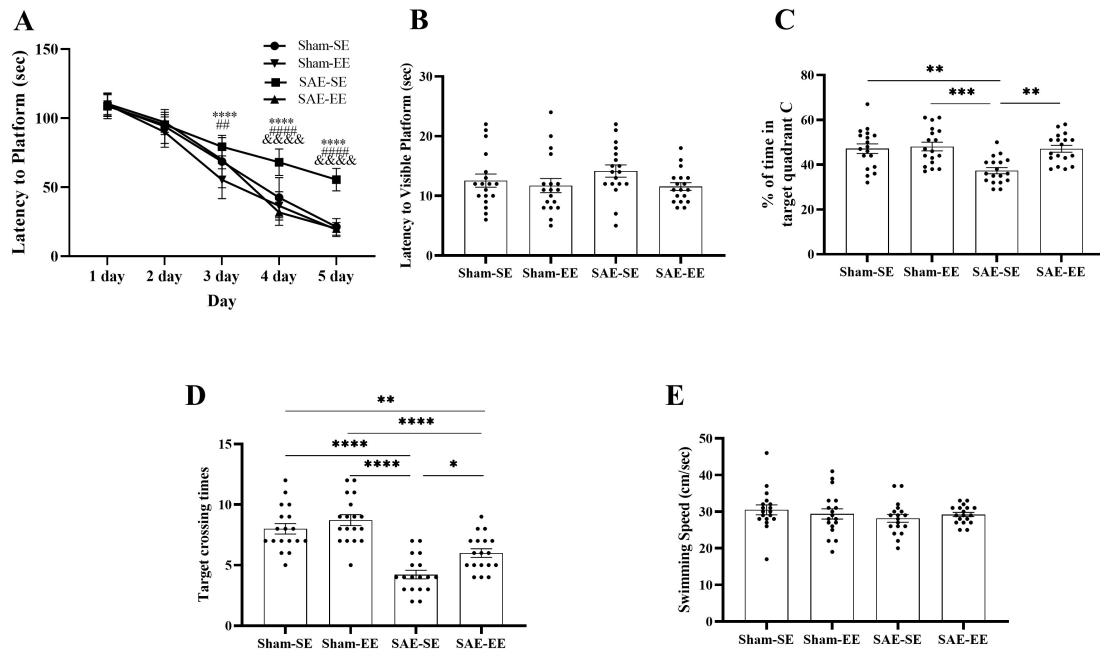 A
Latency to Platform (sec)
150
100
50
0
1 day 2 day 3 day 4 day 5 day
Day
Sham-SE
Sham-EE
SAE-SE
SAE-EE
****
##
****
####
&&&&
****
####
&&&&
B
Latency to Visible Platform (sec)
30
20
10
0
Sham-SE Sham-EE SAE-SE SAE-EE
C
% of time in
target quadrant C
80
60
40
20
0
**
*** **
Sham-SE Sham-EE SAE-SE SAE-EE
D
Target crossing times
15
10
5
0
**
****
****
**** *
Sham-SE Sham-EE SAE-SE SAE-EE
E
Swimming Speed (cm/sec)
50
40
30
20
10
0
Sham-SE Sham-EE SAE-SE SAE-EE